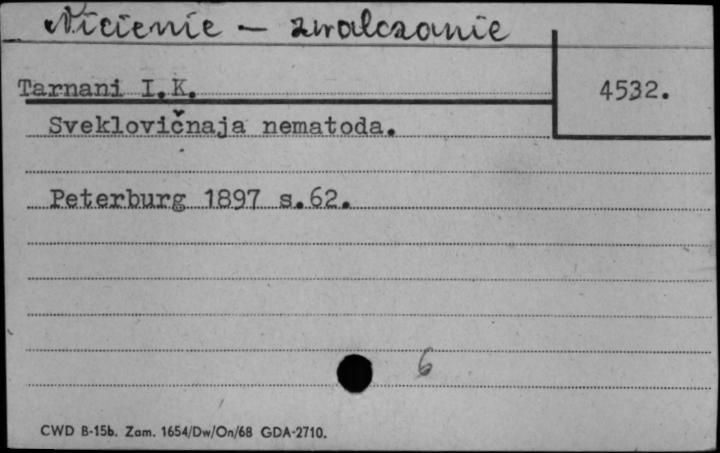 Nicienie - zwalczanie
Tarnani I.K.
4532.
Sveklovičnaja nematoda.
Peterburg 1897 s.62.
6
CWD B-15b. Zam. 1654/Dw/On/68 GDA-2710.